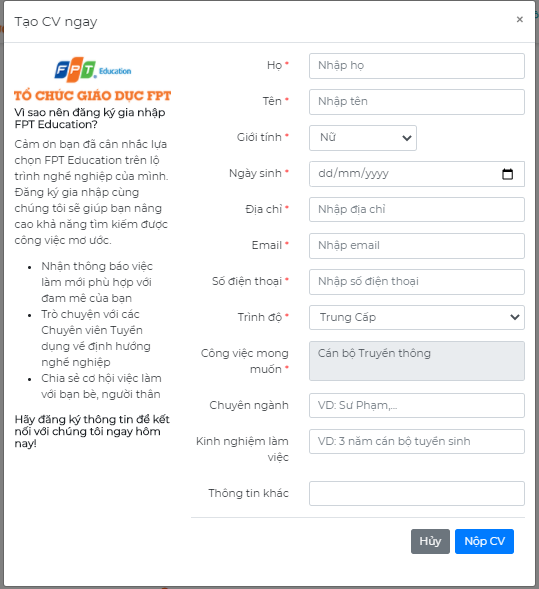 Tạo CV ngay
×
FPT Education
TỔ CHỨC GIÁO DỤC FPT
Vì sao nên đăng ký gia nhập
FPT Education?
Cảm ơn bạn đã cân nhắc lựa
chọn FPT Education trên lộ
trình nghề nghiệp của mình.
Đăng ký gia nhập cùng
chúng tôi sẽ giúp bạn nâng
cao khả năng tìm kiếm được
công việc mơ ước.
• Nhận thông báo việc
làm mới phù hợp với
đam mê của bạn
• Trò chuyện với các
Chuyên viên Tuyển
dụng về định hướng
nghề nghiệp
• Chia sẻ cơ hội việc làm
với bạn bè, người thân
Hãy đăng ký thông tin để kết
nối với chúng tôi ngay hôm
nay!
Họ * Nhập họ
Tên * Nhập tên
Giới tính * Nữ
Ngày sinh * dd/mm/yyyy
Địa chỉ * Nhập địa chỉ
Email * Nhập email
Số điện thoại * Nhập số điện thoại
Trình độ * Trung Cấp
Công việc mong Cán bộ Truyền thông
muốn *
Chuyên ngành VD: Sư Phạm,...
Kinh nghiệm làm VD: 3 năm cán bộ tuyển sinh
việc
Thông tin khác
Hủy Nộp CV